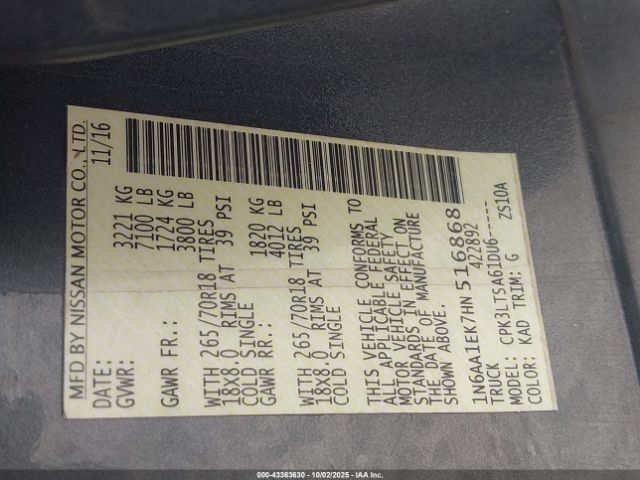 MFD BY NISSAN MOTOR CO., LTD.
DATE: 11/16
GVWR: 3221 KG
7100 LB
GAWR FR.: 1724 KG
3800 LB
WITH 265/70R18 TIRES
18X8.0 RIMS AT 39 PSI
COLD SINGLE
GAWR RR.: 1820 KG
4012 LB
WITH 265/70R18 TIRES
18X8.0 RIMS AT 39 PSI
COLD SINGLE
THIS VEHICLE CONFORMS TO
ALL APPLICABLE FEDERAL
MOTOR VEHICLE SAFETY
STANDARDS IN EFFECT ON
THE DATE OF MANUFACTURE
SHOWN ABOVE.
1N6AA1EK7HN516868
TRUCK 422892
MODEL: CPK3LT5A61DU6-----
COLOR: KAD TRIM: G ZS10A
000-43363630 - 10/02/2025 - IAA Inc.